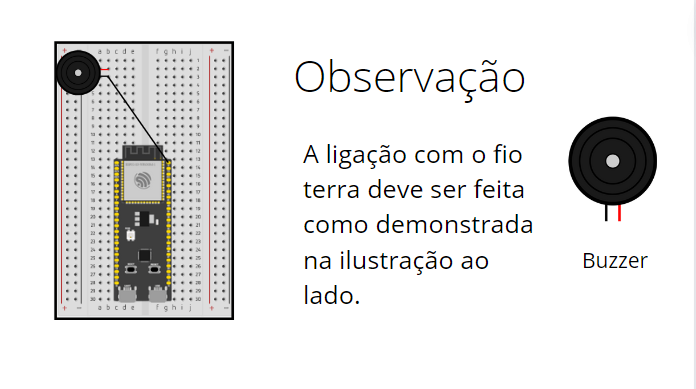 Observação
A ligação com o fio
terra deve ser feita
como demonstrada
na ilustração ao
lado.
Buzzer
+ − a b c d e f g h i j + −
+ − a b c d e f g h i j + −